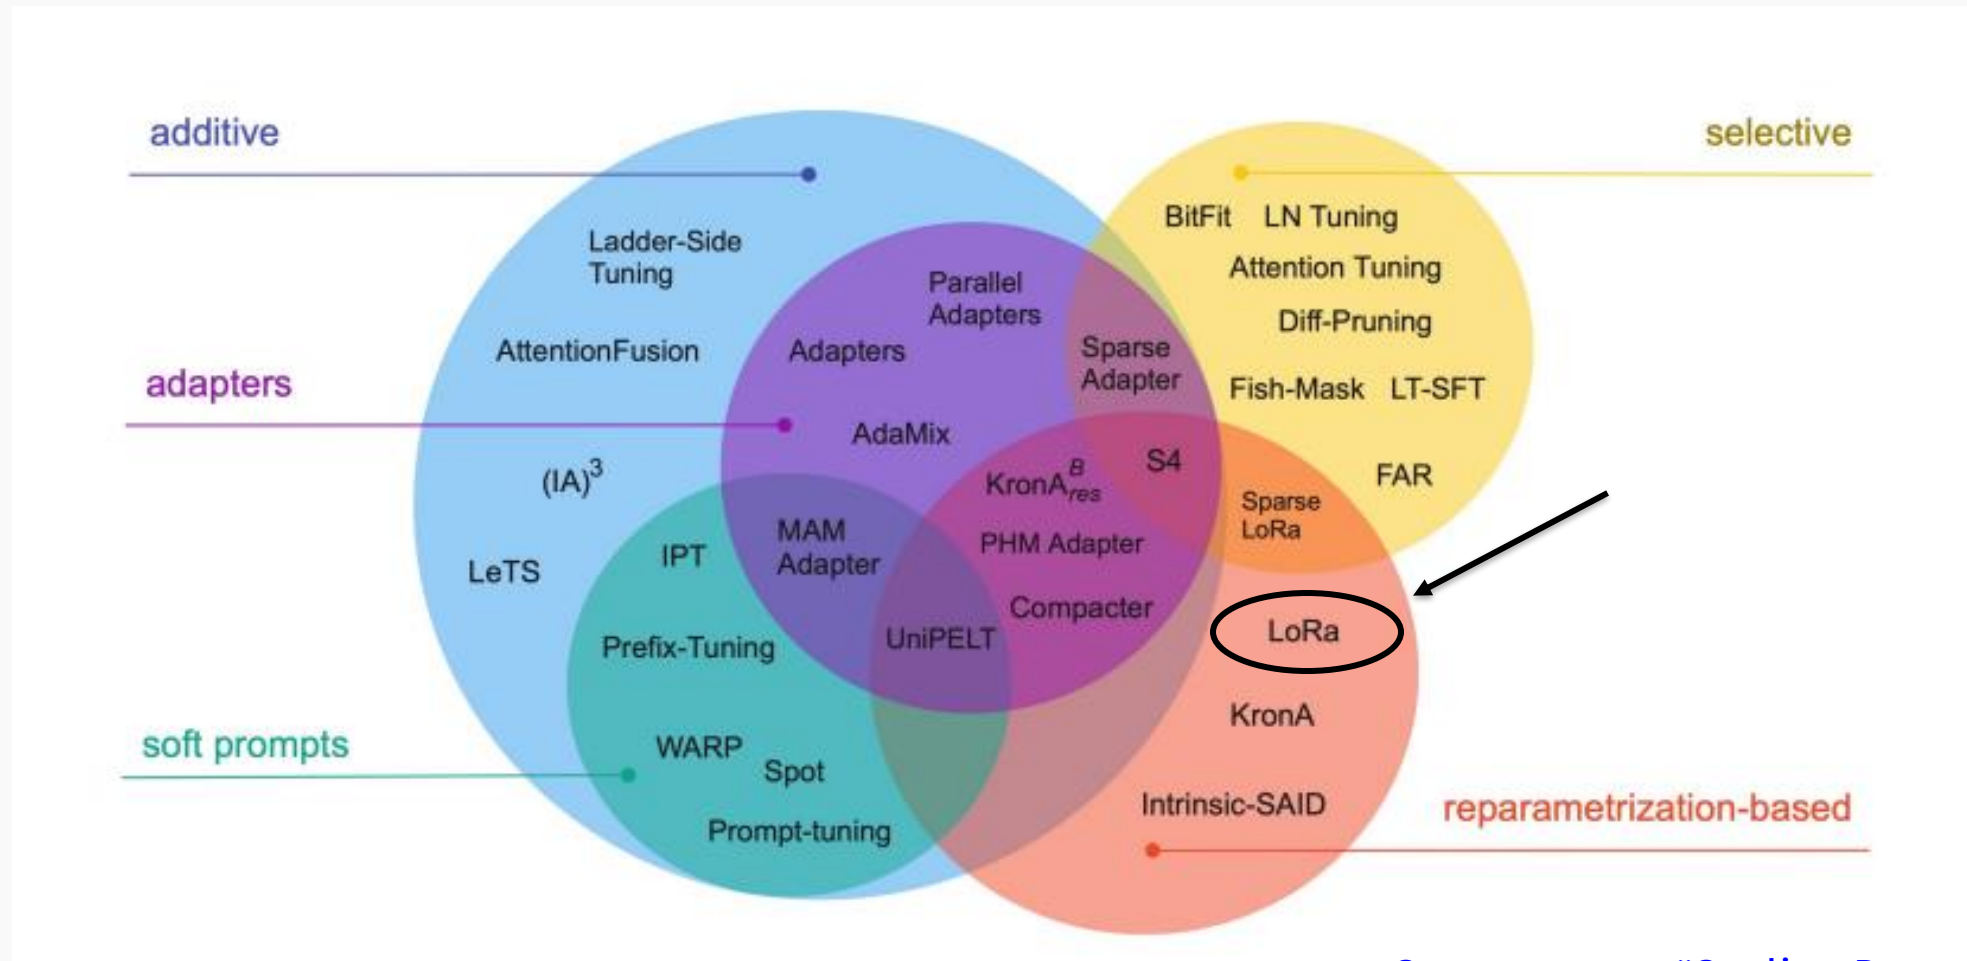 additive
selective
BitFit LN Tuning
Ladder-Side
Tuning
Attention Tuning
Parallel
Adapters
Diff-Pruning
AttentionFusion
Adapters
Sparse
Adapter
adapters
Fish-Mask LT-SFT
AdaMix
(IA)³
KronA^B_res
S4
FAR
Sparse
LoRa
MAM
Adapter
IPT
PHM Adapter
LeTS
Compacter
LoRa
UniPELT
Prefix-Tuning
KronA
soft prompts
WARP
Spot
Intrinsic-SAID
reparametrization-based
Prompt-tuning